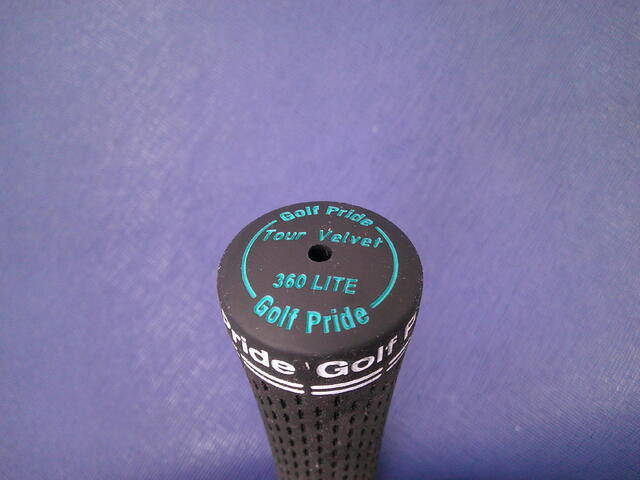 Golf Pride
Tour Velvet
360 LITE
Golf Pride
Pride Golf P